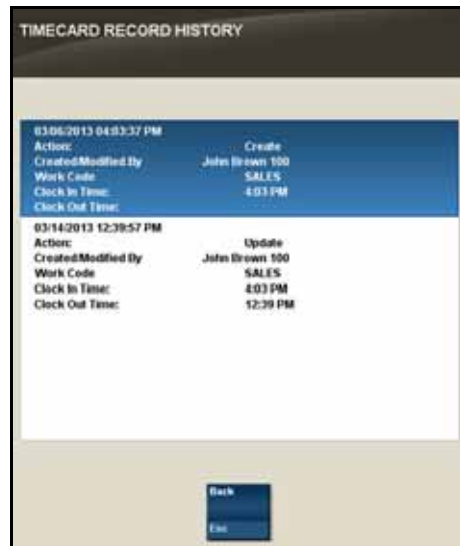 TIMECARD RECORD HISTORY
03/06/2013 04:03:37 PM
Action: Create
Created/Modified By John Brown 100
Work Code SALES
Clock In Time: 4:03 PM
Clock Out Time:
03/14/2013 12:39:57 PM
Action: Update
Created/Modified By John Brown 100
Work Code SALES
Clock In Time: 4:03 PM
Clock Out Time: 12:39 PM
Back
Esc